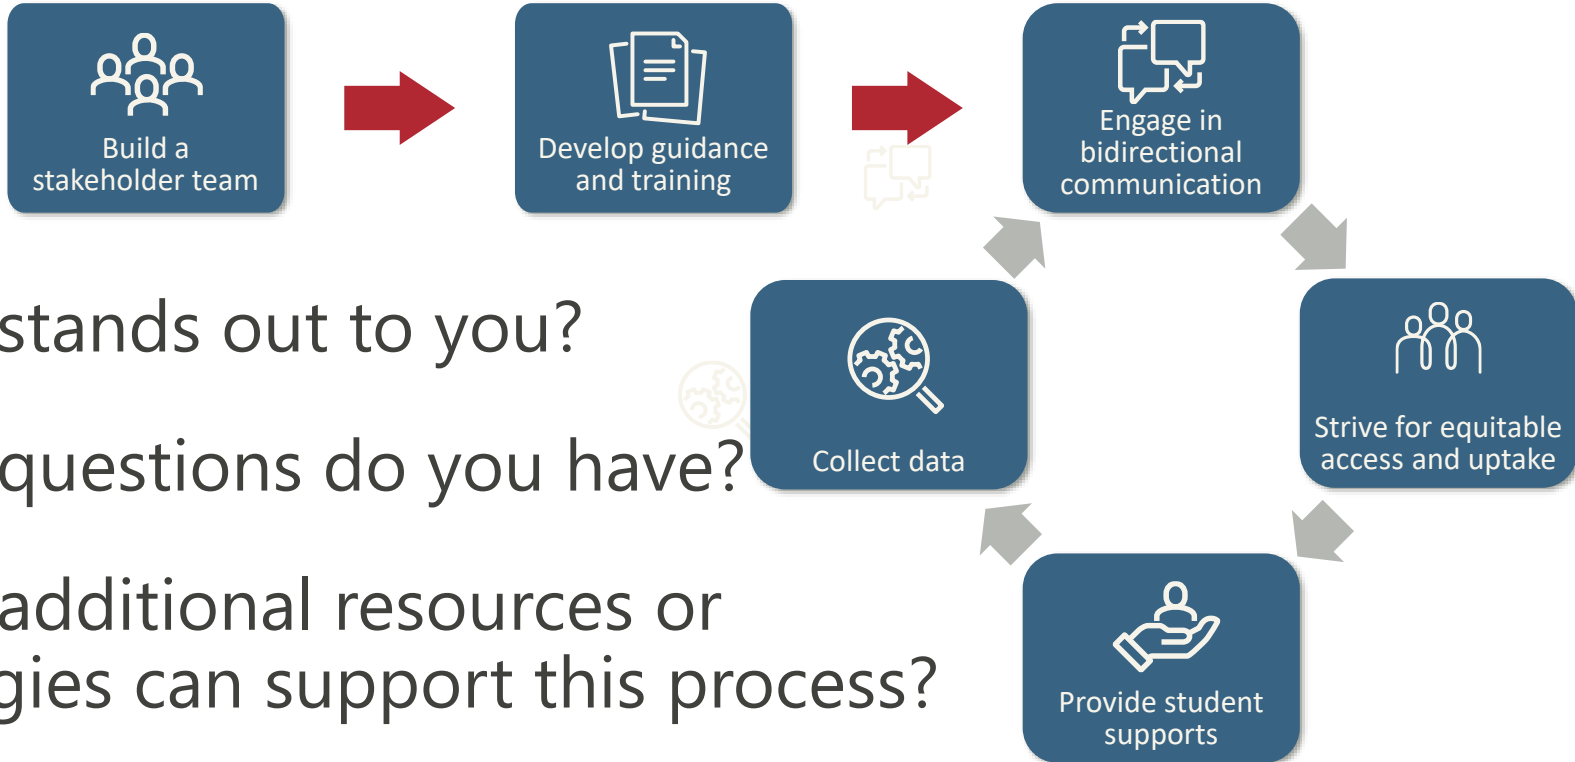 Build a
stakeholder team
Develop guidance
and training
Engage in
bidirectional
communication
stands out to you?
questions do you have?
additional resources or
gies can support this process?
Collect data
Strive for equitable
access and uptake
Provide student
supports